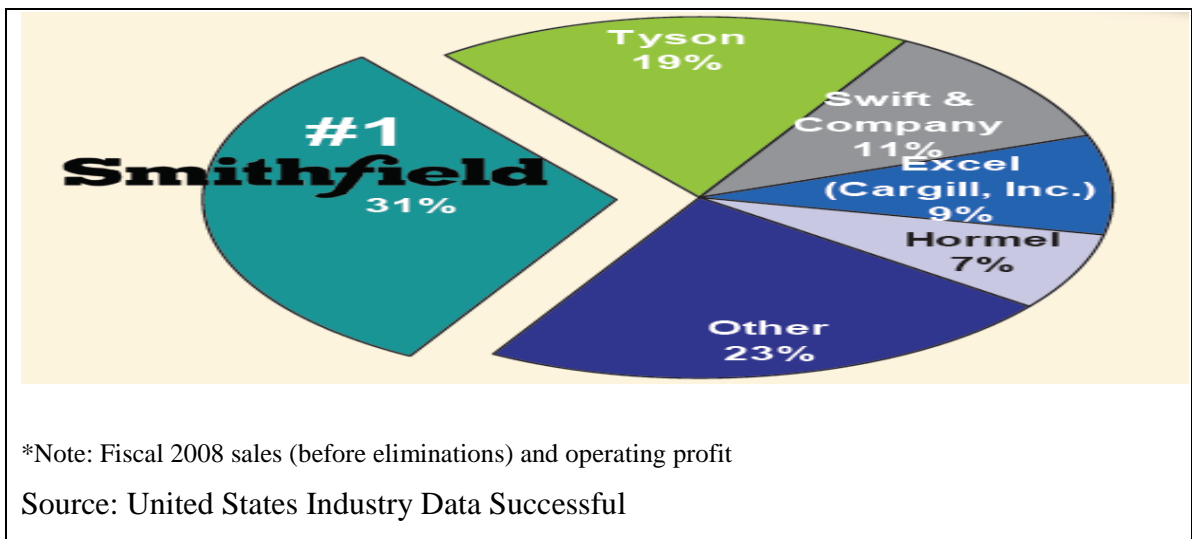 Tyson
19%
Swift &
Company
11%
#1
Smithfield
31%
Excel
(Cargill, Inc.)
9%
Hormel
7%
Other
23%
*Note: Fiscal 2008 sales (before eliminations) and operating profit
Source: United States Industry Data Successful